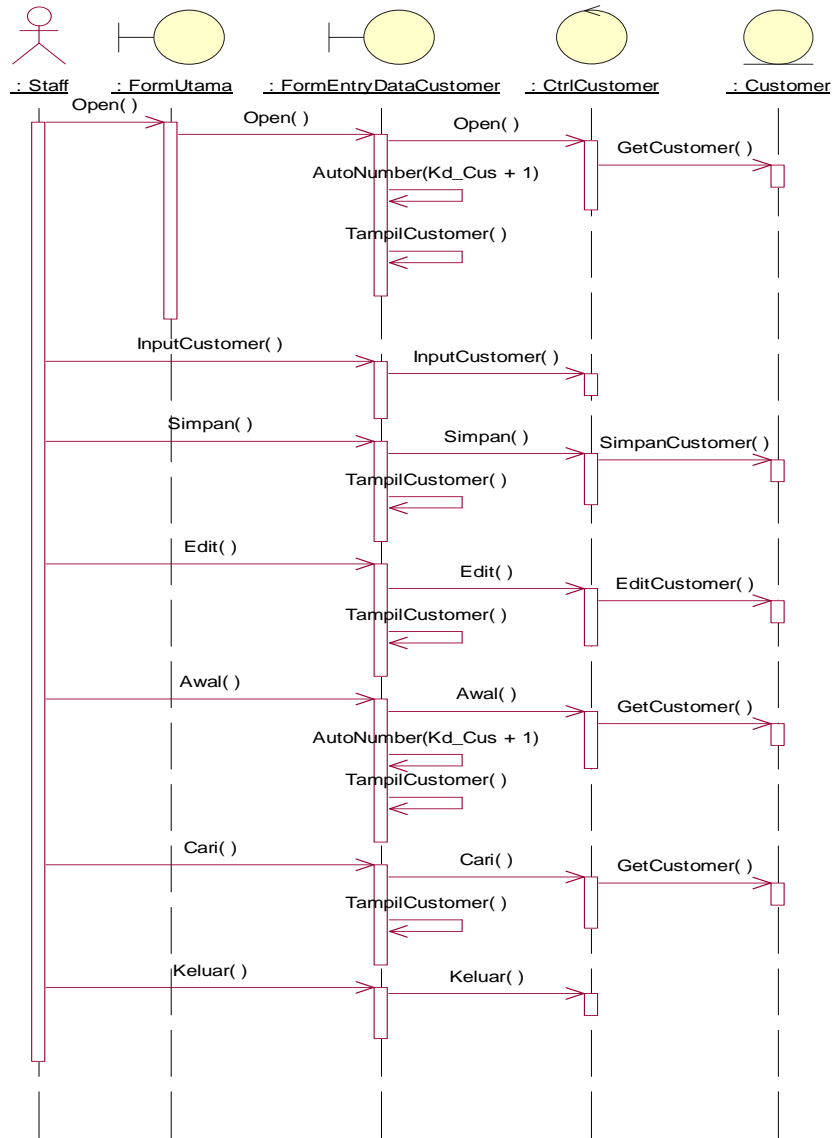 : Staff : FormUtama : FormEntryDataCustomer : CtrlCustomer : Customer
Open( )
Open( )
Open( )
GetCustomer( )
AutoNumber(Kd_Cus + 1)
TampilCustomer( )
InputCustomer( )
InputCustomer( )
Simpan( )
Simpan( )
SimpanCustomer( )
TampilCustomer( )
Edit( )
Edit( )
EditCustomer( )
TampilCustomer( )
Awal( )
Awal( )
GetCustomer( )
AutoNumber(Kd_Cus + 1)
TampilCustomer( )
Cari( )
Cari( )
GetCustomer( )
TampilCustomer( )
Keluar( )
Keluar( )